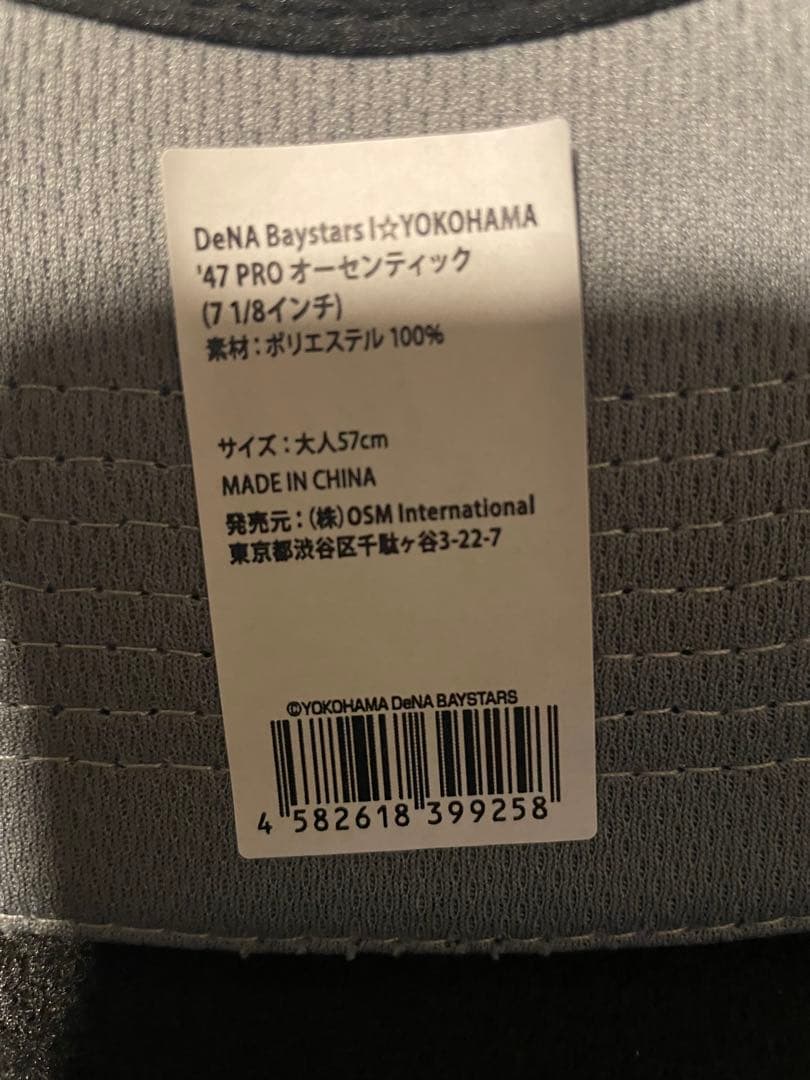 DeNA Baystars I☆YOKOHAMA
'47 PRO オーセンティック
(7 1/8インチ)
素材：ポリエステル 100%
サイズ：大人57cm
MADE IN CHINA
発売元：(株)OSM International
東京都渋谷区千駄ヶ谷3-22-7
©YOKOHAMA DeNA BAYSTARS
4 582618 399258